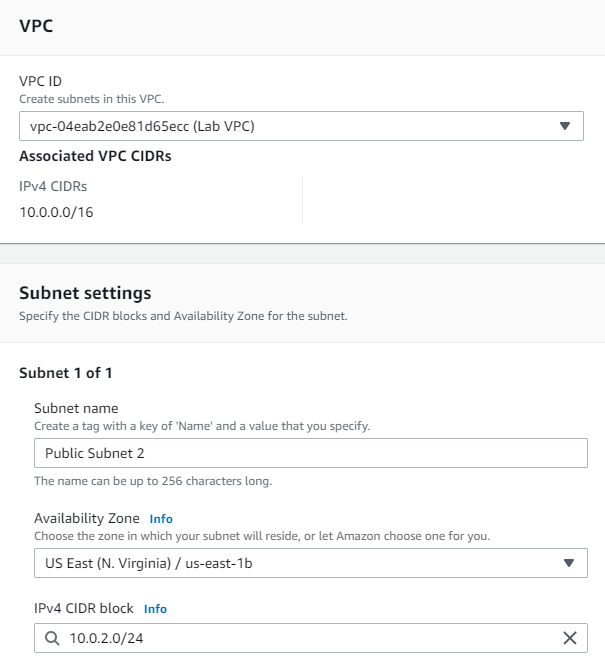 VPC
VPC ID
Create subnets in this VPC.
vpc-04eab2e0e81d65ecc (Lab VPC)
Associated VPC CIDRs
IPv4 CIDRs
10.0.0.0/16
Subnet settings
Specify the CIDR blocks and Availability Zone for the subnet.
Subnet 1 of 1
Subnet name
Create a tag with a key of 'Name' and a value that you specify.
Public Subnet 2
The name can be up to 256 characters long.
Availability Zone Info
Choose the zone in which your subnet will reside, or let Amazon choose one for you.
US East (N. Virginia) / us-east-1b
IPv4 CIDR block Info
10.0.2.0/24